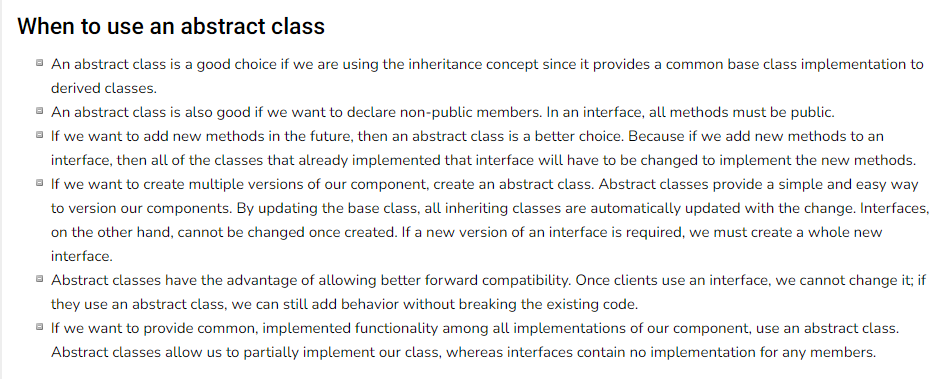 When to use an abstract class
An abstract class is a good choice if we are using the inheritance concept since it provides a common base class implementation to
derived classes.
An abstract class is also good if we want to declare non-public members. In an interface, all methods must be public.
If we want to add new methods in the future, then an abstract class is a better choice. Because if we add new methods to an
interface, then all of the classes that already implemented that interface will have to be changed to implement the new methods.
If we want to create multiple versions of our component, create an abstract class. Abstract classes provide a simple and easy way
to version our components. By updating the base class, all inheriting classes are automatically updated with the change. Interfaces,
on the other hand, cannot be changed once created. If a new version of an interface is required, we must create a whole new
interface.
Abstract classes have the advantage of allowing better forward compatibility. Once clients use an interface, we cannot change it; if
they use an abstract class, we can still add behavior without breaking the existing code.
If we want to provide common, implemented functionality among all implementations of our component, use an abstract class.
Abstract classes allow us to partially implement our class, whereas interfaces contain no implementation for any members.